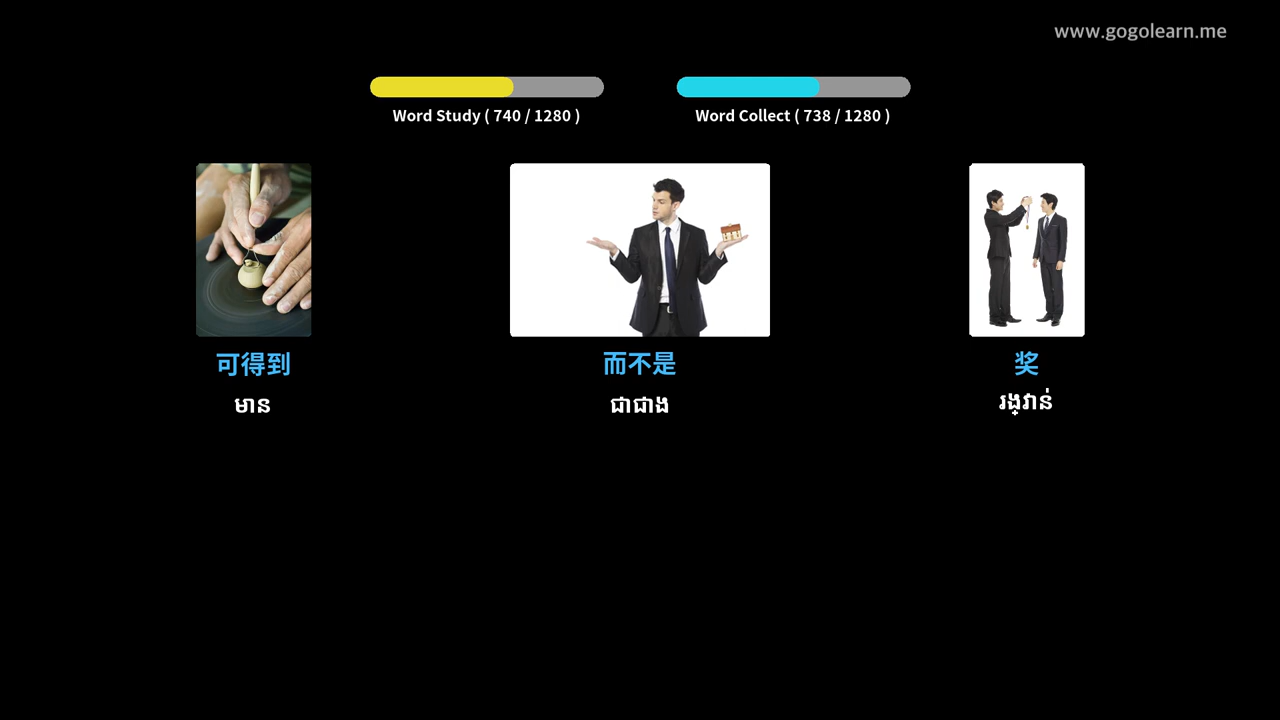 www.gogolearn.me
Word Study ( 740 / 1280 )
Word Collect ( 738 / 1280 )
可得到
而不是
奖
មាន
ជាជាង
រង្វាន់